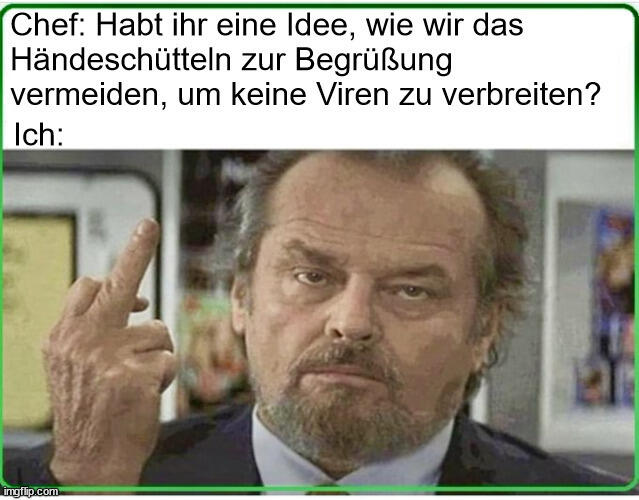 Chef: Habt ihr eine Idee, wie wir das
Händeschütteln zur Begrüßung
vermeiden, um keine Viren zu verbreiten?
Ich:
imgflip.com